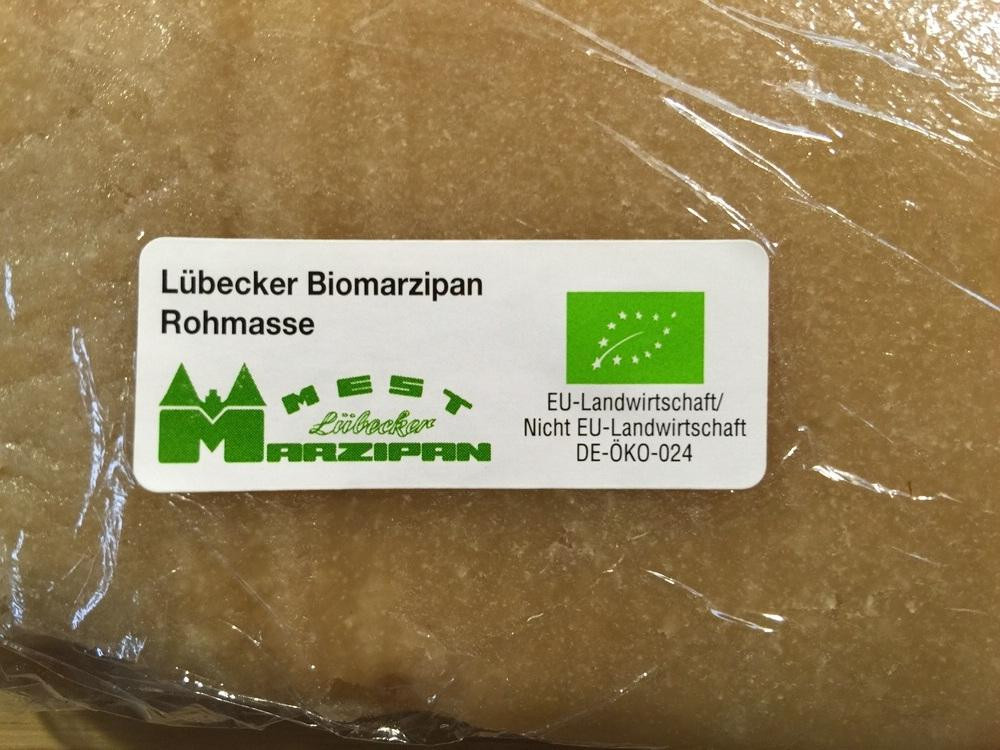 Lübecker Biomarzipan
Rohmasse
MEST
Lübecker
MARZIPAN
EU-Landwirtschaft/
Nicht EU-Landwirtschaft
DE-ÖKO-024